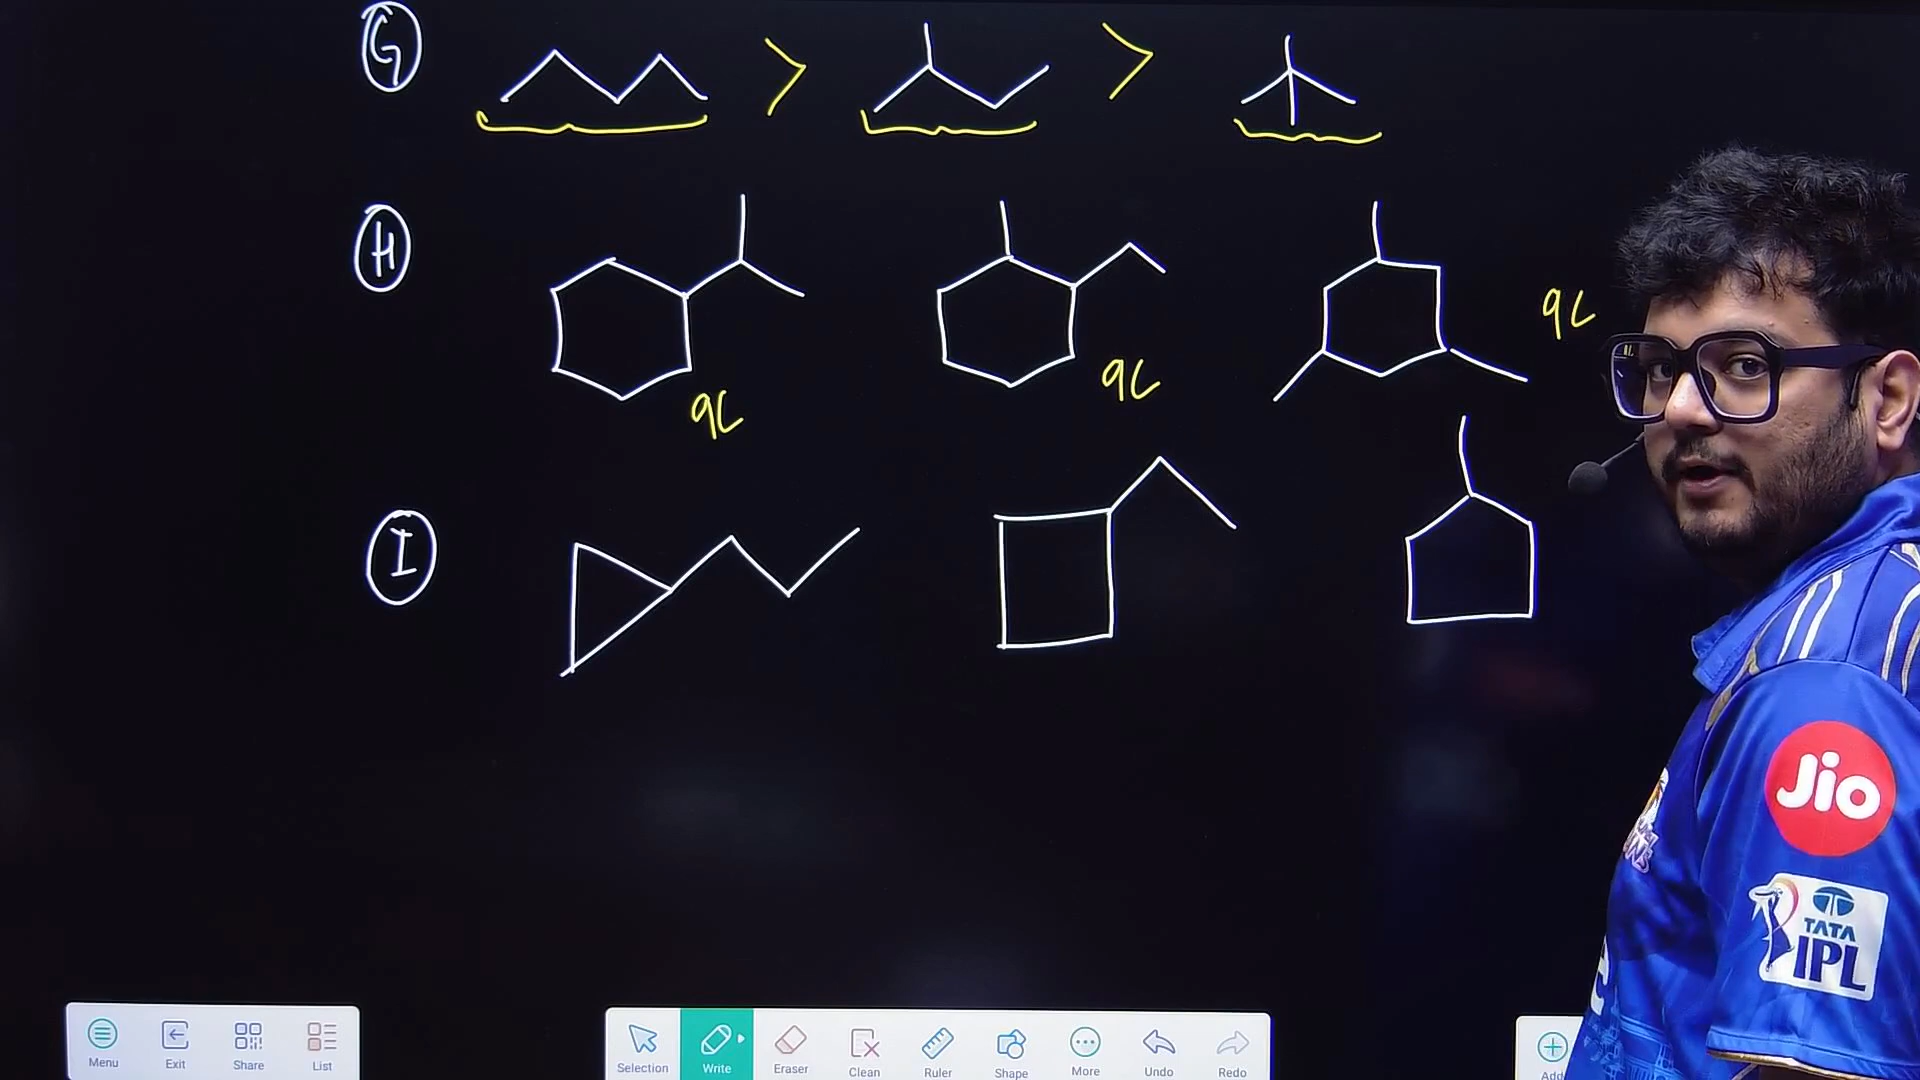 G > >
H
9C
9C
9C
I
Jio
TATA
IPL
Menu Exit Share List
Selection Write Eraser Clean Ruler Shape More Undo Redo
Add